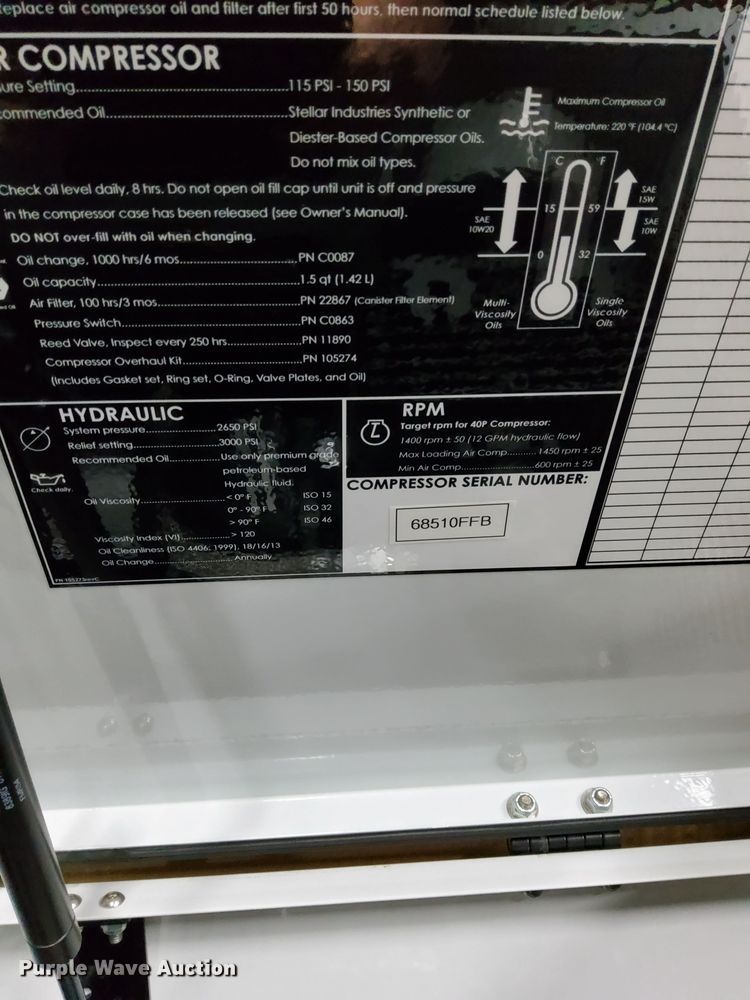 eplace air compressor oil and filter after first 50 hours, then normal schedule listed below.
R COMPRESSOR
ure Setting..........115 PSI - 150 PSI
ommended Oil..........Stellar Industries Synthetic or
Diester-Based Compressor Oils.
Do not mix oil types.
Check oil level daily, 8 hrs. Do not open oil fill cap until unit is off and pressure
in the compressor case has been released (see Owner's Manual).
DO NOT over-fill with oil when changing.
Oil change, 1000 hrs/6 mos..........PN C0087
Oil capacity..........1.5 qt (1.42 L)
Air Filter, 100 hrs/3 mos..........PN 22867 (Canister Filter Element)
Pressure Switch..........PN C0863
Reed Valve, Inspect every 250 hrs..........PN 11890
Compressor Overhaul Kit..........PN 105274
(Includes Gasket set, Ring set, O-Ring, Valve Plates, and Oil)
Maximum Compressor Oil
Temperature: 220 °F (104.4 °C)
°C °F
SAE
15W
15 59
SAE
10W20
SAE
10W
0 32
Multi-
Viscosity
Oils
Single
Viscosity
Oils
HYDRAULIC
System pressure..........2650 PSI
Relief setting..........3000 PSI
Recommended Oil..........Use only premium grade
petroleum-based
Hydraulic fluid.
Check daily.
Oil Viscosity..........< 0° F ISO 15
0° - 90° F ISO 32
> 90° F ISO 46
Viscosity Index (VI)..........> 120
Oil Cleanliness (ISO 4406: 1999). 18/16/13
Oil Change..........Annually
RPM
Target rpm for 40P Compressor:
1400 rpm ± 50 (12 GPM hydraulic flow)
Max Loading Air Comp..........1450 rpm ± 25
Min Air Comp..........600 rpm ± 25
COMPRESSOR SERIAL NUMBER:
68510FFB
Purple Wave Auction